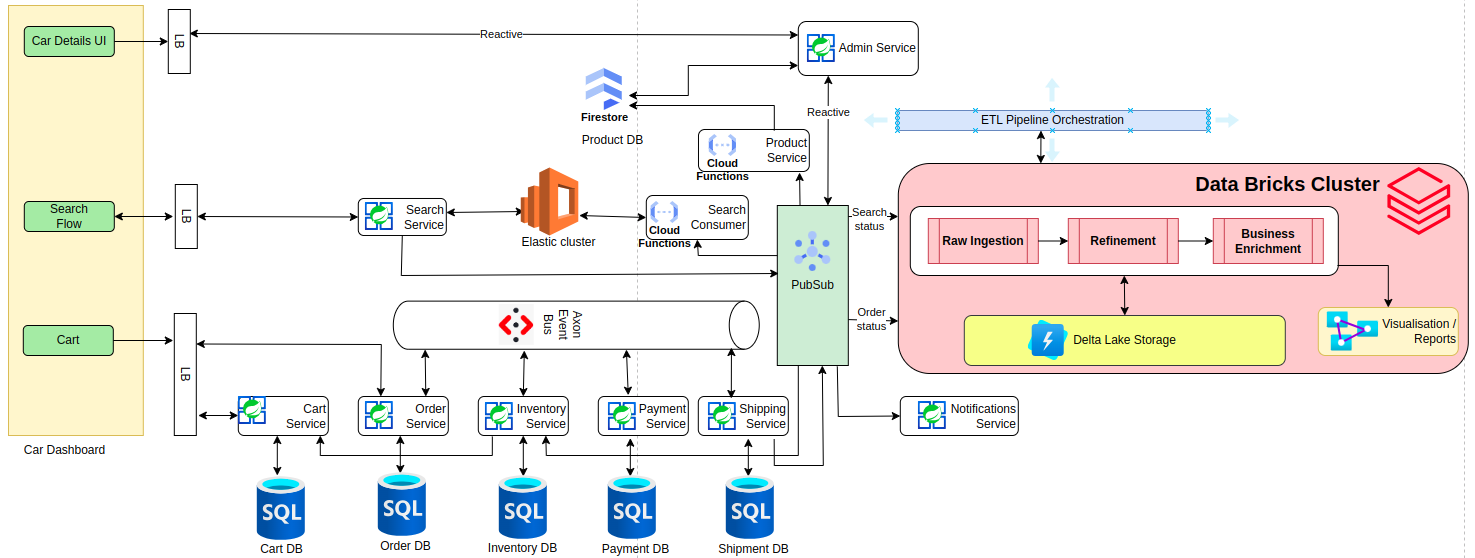 Car Details UI
LB
Reactive
Admin Service
Firestore
Product DB
Reactive
Product
Service
Cloud
Functions
ETL Pipeline Orchestration
Data Bricks Cluster
Search
Flow
LB
Search
Service
Elastic cluster
Search
Consumer
Cloud
Functions
PubSub
Search
status
Raw Ingestion
Refinement
Business
Enrichment
Order
status
Delta Lake Storage
Visualisation /
Reports
Cart
LB
Axon
Event
Bus
Cart
Service
Order
Service
Inventory
Service
Payment
Service
Shipping
Service
Notifications
Service
Car Dashboard
SQL
SQL
SQL
SQL
SQL
Cart DB
Order DB
Inventory DB
Payment DB
Shipment DB